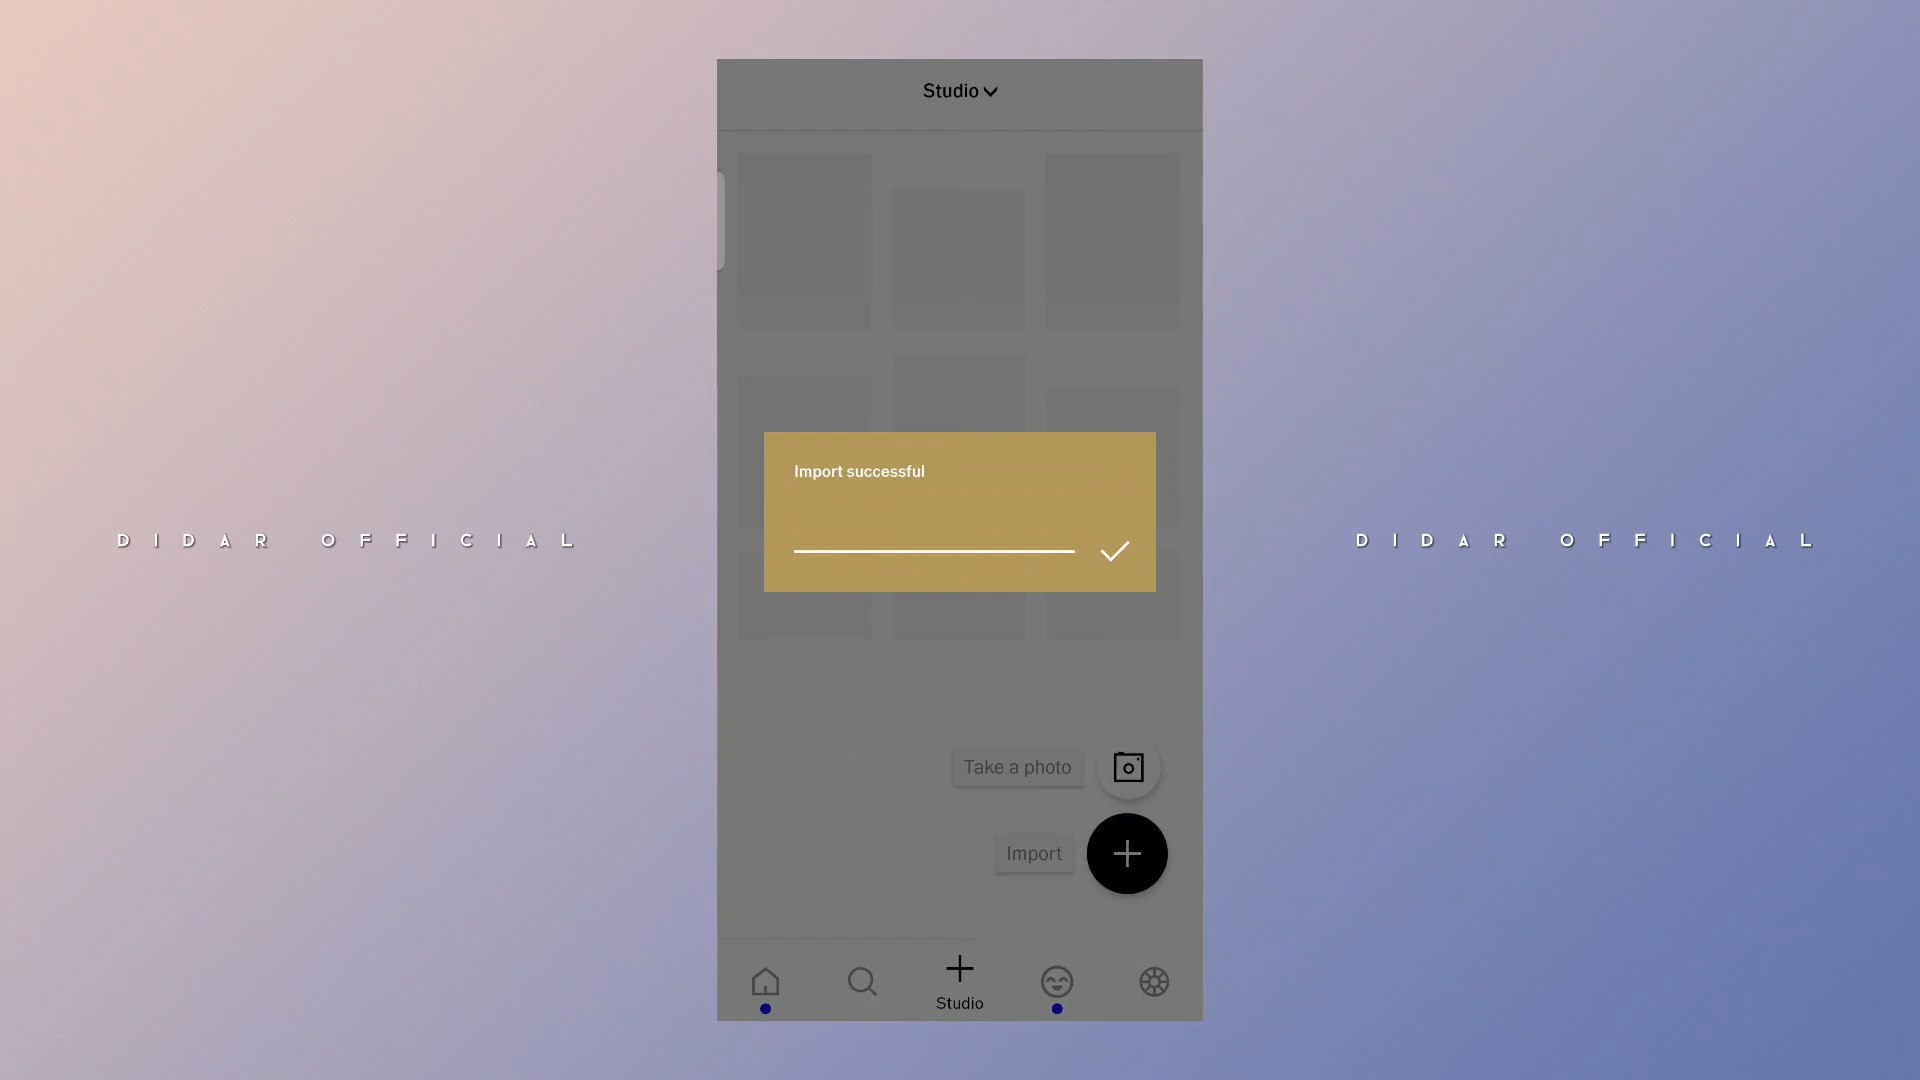 Studio
Import successful
DIDAR OFFICIAL
DIDAR OFFICIAL
Take a photo
Import
Studio